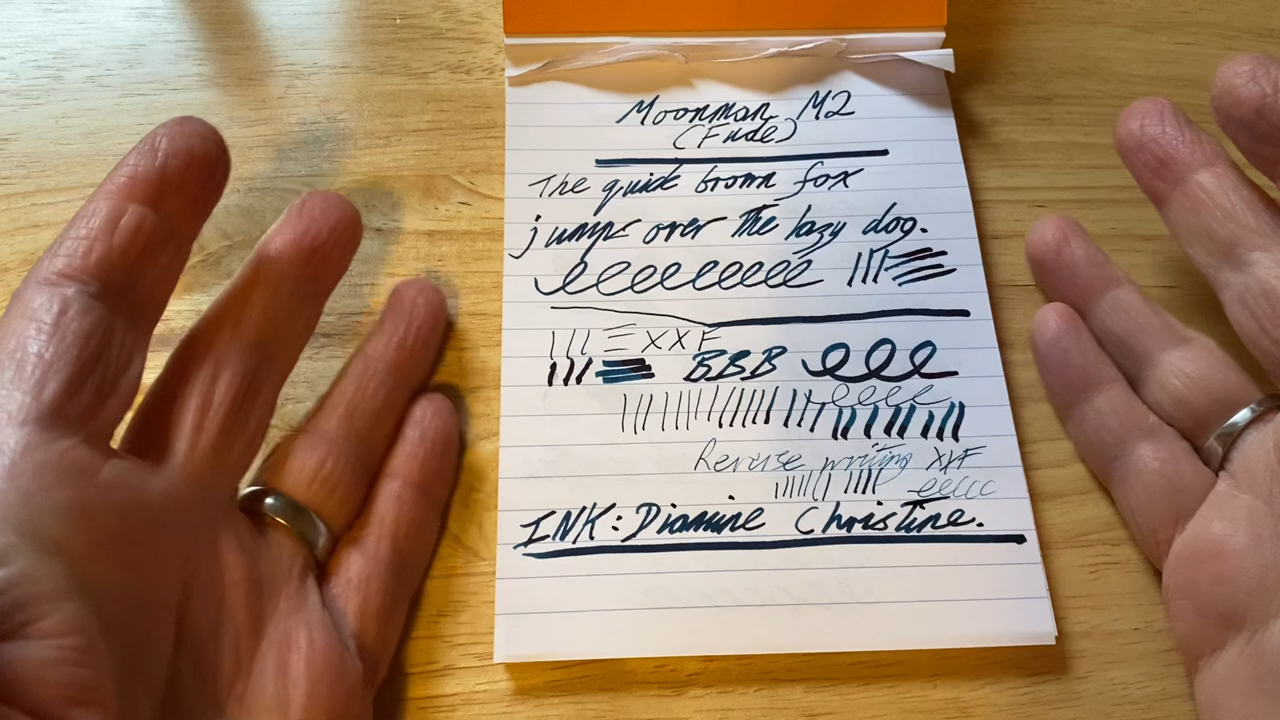 Moonman M2
(Fude)
The quick brown fox
jumps over the lazy dog.
XXF
BBB
Reverse writing XXF
INK: Diamine Christine.